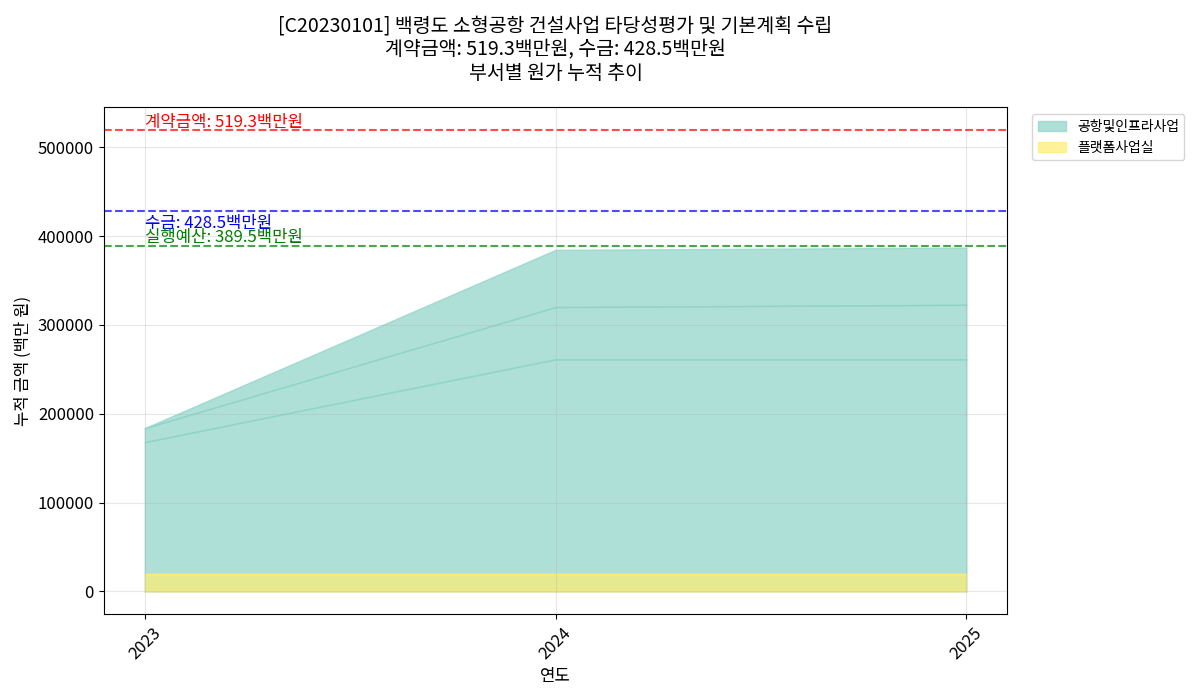 [C20230101] 백령도 소형공항 건설사업 타당성평가 및 기본계획 수립
계약금액: 519.3백만원, 수금: 428.5백만원
부서별 원가 누적 추이
계약금액: 519.3백만원
수금: 428.5백만원
실행예산: 389.5백만원
공항및인프라사업
플랫폼사업실
누적 금액 (백만 원)
500000
400000
300000
200000
100000
0
2023
2024
2025
연도